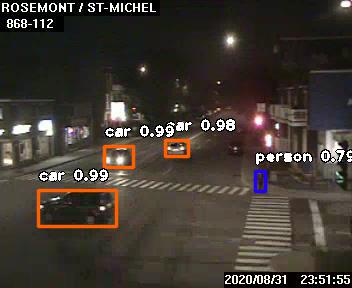 ROSEMONT / ST-MICHEL
868-112
car 0.99
car 0.98
person 0.79
car 0.99
2020/08/31 23:51:55